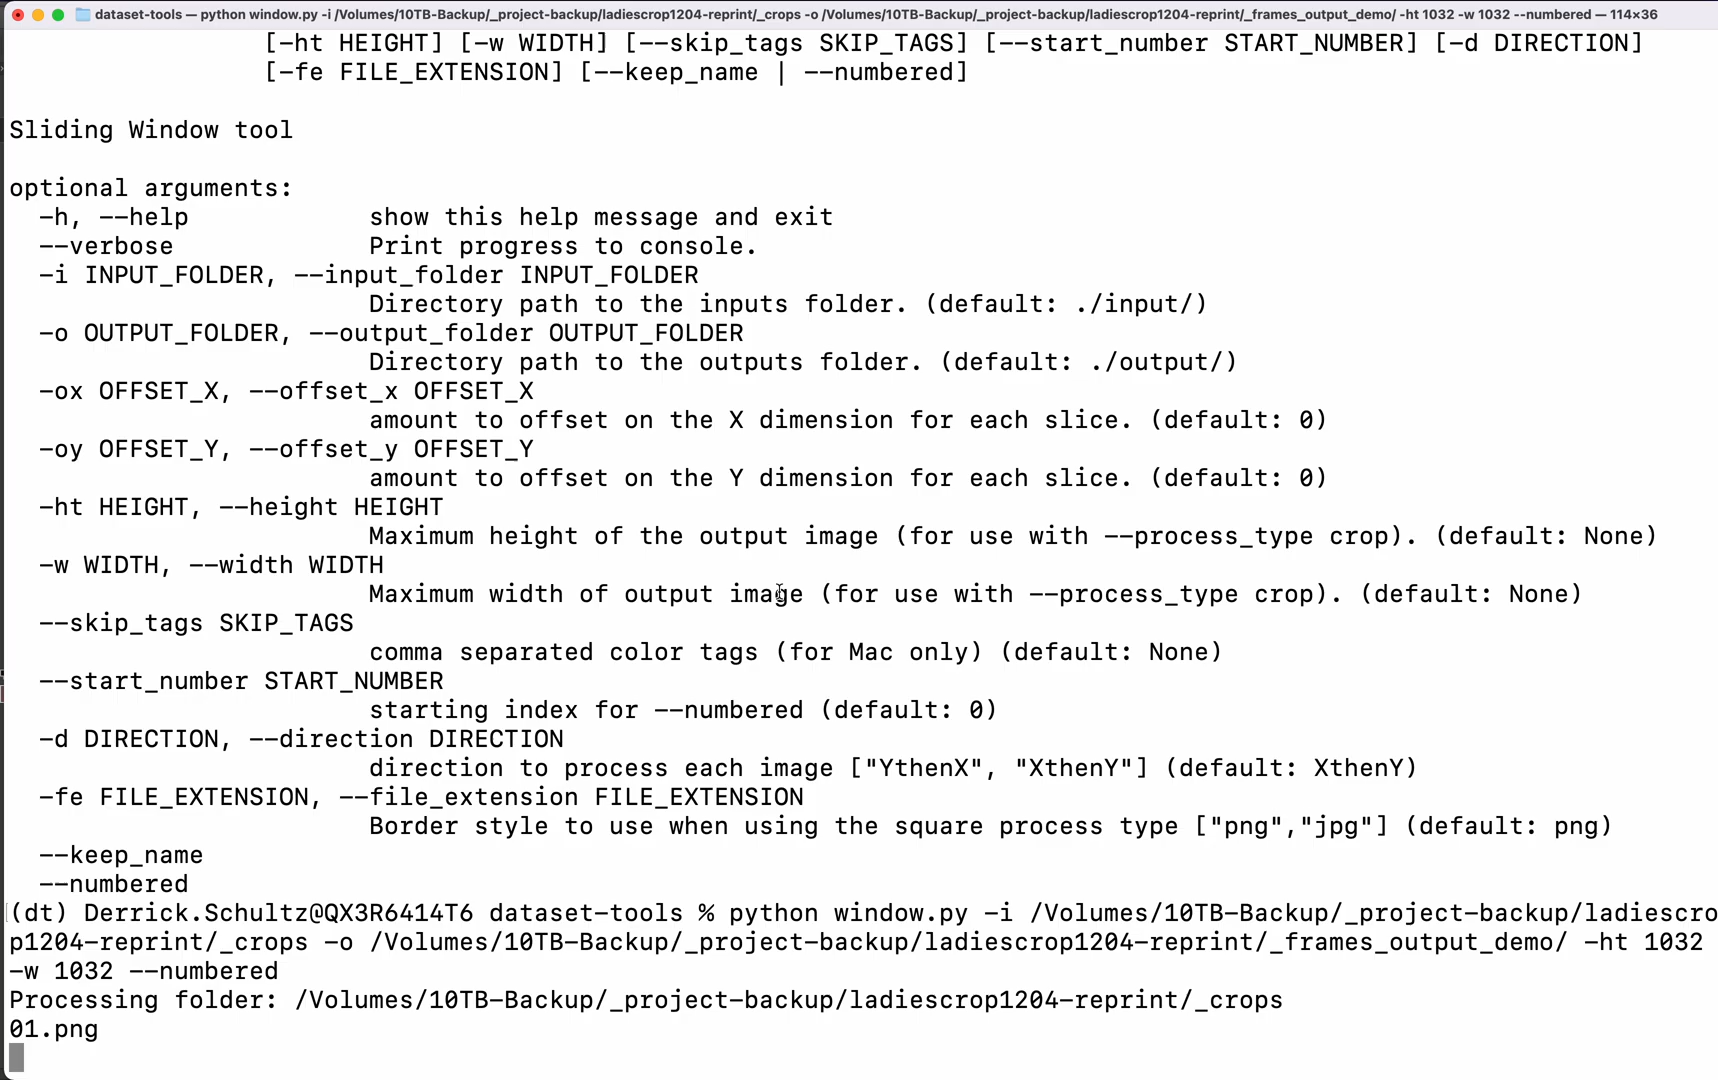 dataset-tools — python window.py -i /Volumes/10TB-Backup/_project-backup/ladiescrop1204-reprint/_crops -o /Volumes/10TB-Backup/_project-backup/ladiescrop1204-reprint/_frames_output_demo/ -ht 1032 -w 1032 --numbered — 114×36
[-ht HEIGHT] [-w WIDTH] [--skip_tags SKIP_TAGS] [--start_number START_NUMBER] [-d DIRECTION]
[-fe FILE_EXTENSION] [--keep_name | --numbered]
Sliding Window tool
optional arguments:
-h, --help show this help message and exit
--verbose Print progress to console.
-i INPUT_FOLDER, --input_folder INPUT_FOLDER
Directory path to the inputs folder. (default: ./input/)
-o OUTPUT_FOLDER, --output_folder OUTPUT_FOLDER
Directory path to the outputs folder. (default: ./output/)
-ox OFFSET_X, --offset_x OFFSET_X
amount to offset on the X dimension for each slice. (default: 0)
-oy OFFSET_Y, --offset_y OFFSET_Y
amount to offset on the Y dimension for each slice. (default: 0)
-ht HEIGHT, --height HEIGHT
Maximum height of the output image (for use with --process_type crop). (default: None)
-w WIDTH, --width WIDTH
Maximum width of output image (for use with --process_type crop). (default: None)
--skip_tags SKIP_TAGS
comma separated color tags (for Mac only) (default: None)
--start_number START_NUMBER
starting index for --numbered (default: 0)
-d DIRECTION, --direction DIRECTION
direction to process each image ["YthenX", "XthenY"] (default: XthenY)
-fe FILE_EXTENSION, --file_extension FILE_EXTENSION
Border style to use when using the square process type ["png","jpg"] (default: png)
--keep_name
--numbered
(dt) Derrick.Schultz@QX3R6414T6 dataset-tools % python window.py -i /Volumes/10TB-Backup/_project-backup/ladiescro
p1204-reprint/_crops -o /Volumes/10TB-Backup/_project-backup/ladiescrop1204-reprint/_frames_output_demo/ -ht 1032
-w 1032 --numbered
Processing folder: /Volumes/10TB-Backup/_project-backup/ladiescrop1204-reprint/_crops
01.png